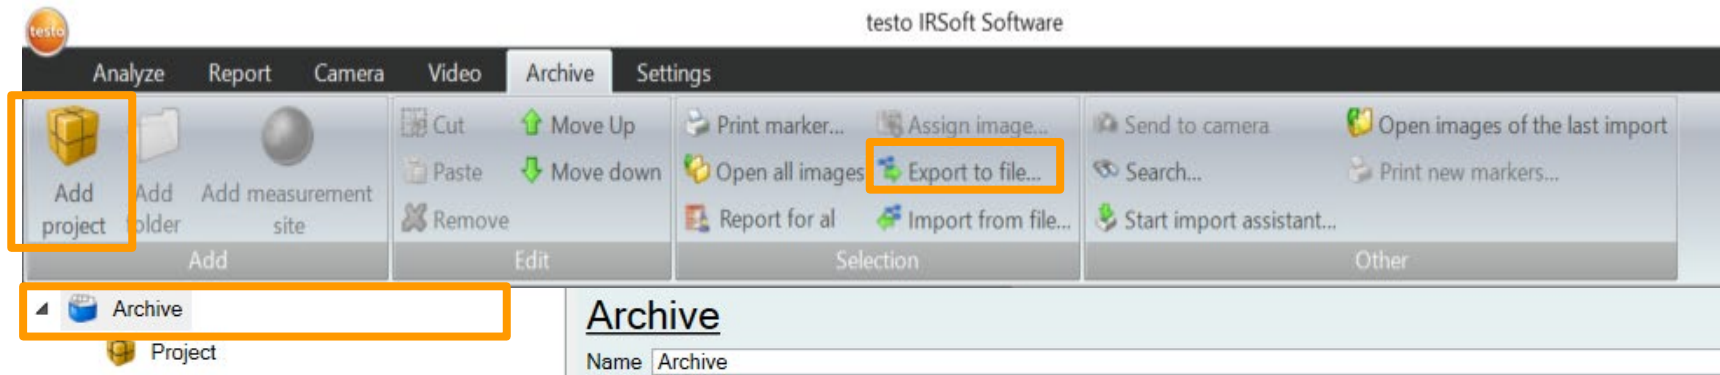 testo IRSoft Software
testo
Analyze Report Camera Video Archive Settings
Add project
Add folder
Add measurement site
Cut
Paste
Remove
Move Up
Move down
Print marker...
Open all images
Report for al
Assign image...
Export to file...
Import from file...
Send to camera
Search...
Start import assistant...
Open images of the last import
Print new markers...
Add Edit Selection Other
Archive
Project
Archive
Name Archive